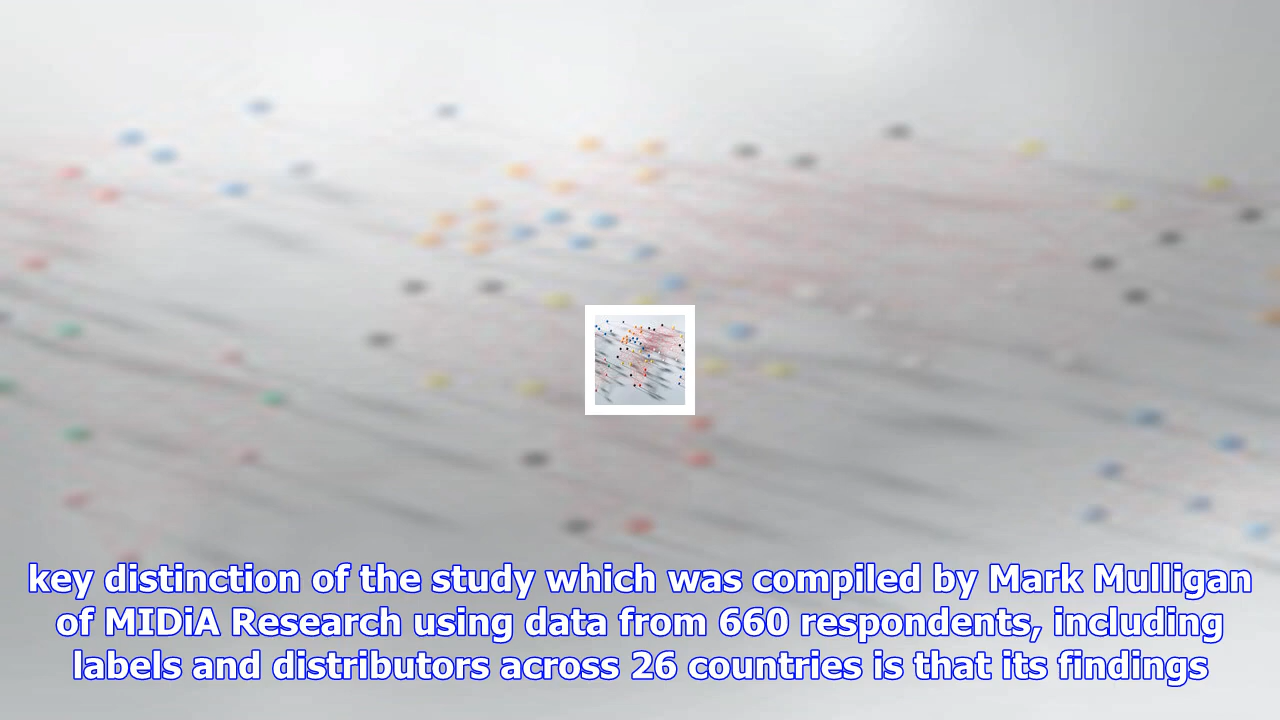 key distinction of the study which was compiled by Mark Mulligan
of MIDiA Research using data from 660 respondents, including
labels and distributors across 26 countries is that its findings